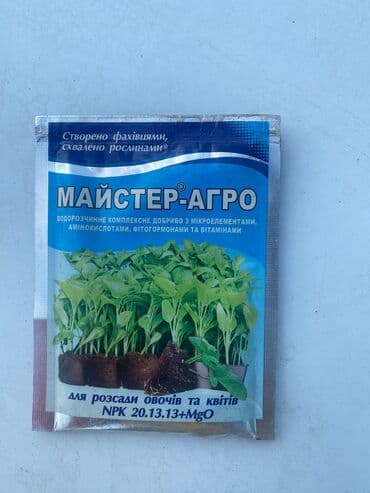 Створено фахівцями,
схвалено рослинами®
МАЙСТЕР®-АГРО
ВОДОРОЗЧИННЕ КОМПЛЕКСНЕ ДОБРИВО З МІКРОЕЛЕМЕНТАМИ,
АМІНОКИСЛОТАМИ, ФІТОГОРМОНАМИ ТА ВІТАМІНАМИ
для розсади овочів та квітів
NPK 20.13.13+MgO